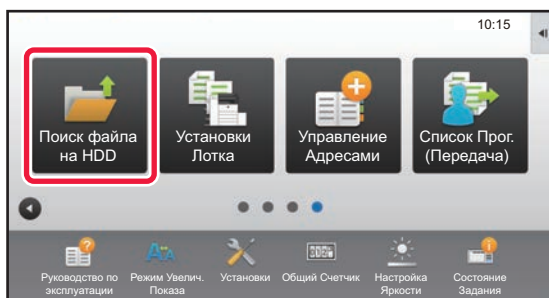 10:15
Поиск файла
на HDD
Установки
Лотка
Управление
Адресами
Список Прог.
(Передача)
Руководство по
эксплуатации
Режим Увелич.
Показа
Установки
Общий Счетчик
Настройка
Яркости
Состояние
Задания